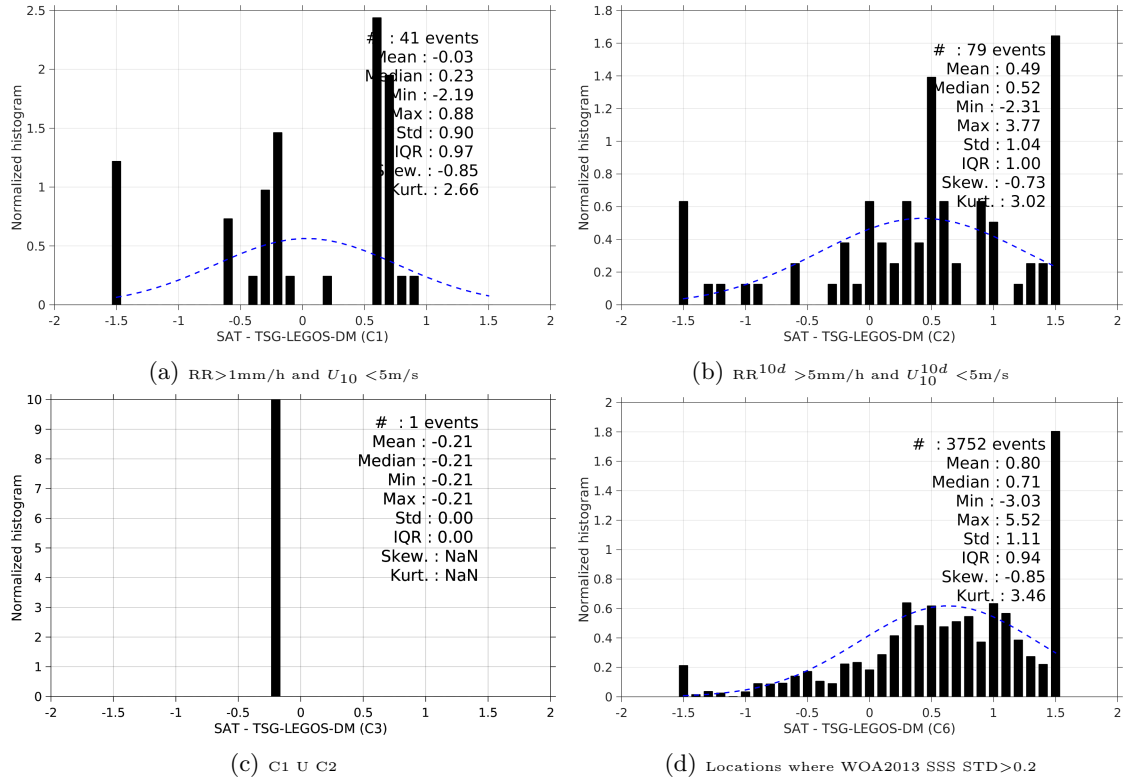 2.5
2
1.5
1
0.5
0
-2 -1.5 -1 -0.5 0 0.5 1 1.5 2
Normalized histogram
# : 41 events
Mean : -0.03
Median : 0.23
Min : -2.19
Max : 0.88
Std : 0.90
IQR : 0.97
Skew. : -0.85
Kurt. : 2.66
SAT - TSG-LEGOS-DM (C1)
(a) RR>1mm/h and U10 <5m/s
1.8
1.6
1.4
1.2
1
0.8
0.6
0.4
0.2
0
-2 -1.5 -1 -0.5 0 0.5 1 1.5 2
Normalized histogram
# : 79 events
Mean : 0.49
Median : 0.52
Min : -2.31
Max : 3.77
Std : 1.04
IQR : 1.00
Skew. : -0.73
Kurt. : 3.02
SAT - TSG-LEGOS-DM (C2)
(b) RR^10d >5mm/h and U10^10d <5m/s
10
9
8
7
6
5
4
3
2
1
0
-2 -1.5 -1 -0.5 0 0.5 1 1.5 2
Normalized histogram
# : 1 events
Mean : -0.21
Median : -0.21
Min : -0.21
Max : -0.21
Std : 0.00
IQR : 0.00
Skew. : NaN
Kurt. : NaN
SAT - TSG-LEGOS-DM (C3)
(c) C1 U C2
2
1.8
1.6
1.4
1.2
1
0.8
0.6
0.4
0.2
0
-2 -1.5 -1 -0.5 0 0.5 1 1.5 2
Normalized histogram
# : 3752 events
Mean : 0.80
Median : 0.71
Min : -3.03
Max : 5.52
Std : 1.11
IQR : 0.94
Skew. : -0.85
Kurt. : 3.46
SAT - TSG-LEGOS-DM (C6)
(d) Locations where WOA2013 SSS STD>0.2